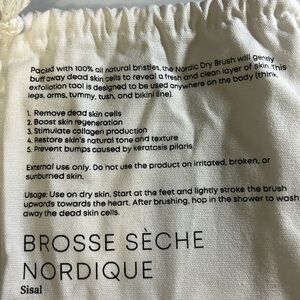 Packed with 100% all natural bristles, the Nordic Dry Brush will gently
buff away dead skin cells to reveal a fresh and clean layer of skin. This
exfoliation tool is designed to be used anywhere on the body (think,
legs, arms, tummy, tush, and bikini line).
1. Remove dead skin cells
2. Boost skin regeneration
3. Stimulate collagen production
4. Restore skin's natural tone and texture
5. Prevent bumps caused by keratosis pilaris
External use only. Do not use the product on irritated, broken, or
sunburned skin.
Usage: Use on dry skin. Start at the feet and lightly stroke the brush
upwards towards the heart. After brushing, hop in the shower to wash
away the dead skin cells.
BROSSE SÈCHE
NORDIQUE
Sisal